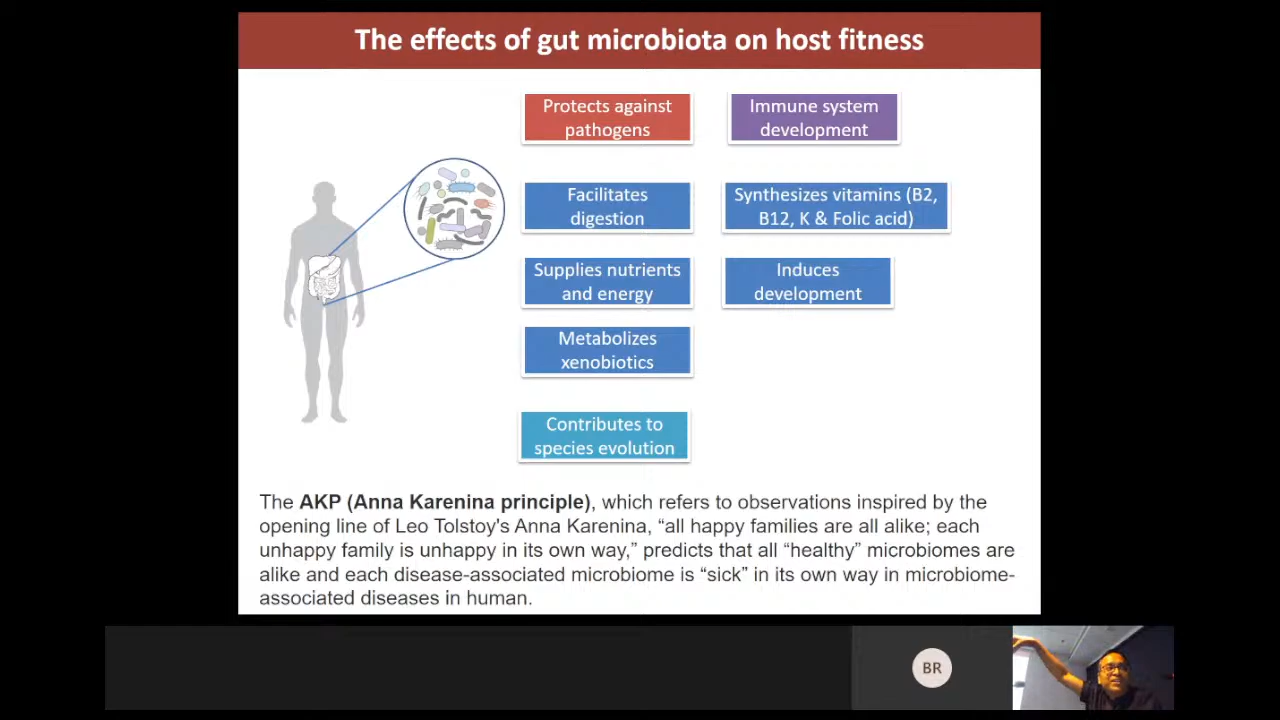 The effects of gut microbiota on host fitness
Protects against
pathogens
Immune system
development
Facilitates
digestion
Synthesizes vitamins (B2,
B12, K & Folic acid)
Supplies nutrients
and energy
Induces
development
Metabolizes
xenobiotics
Contributes to
species evolution
The AKP (Anna Karenina principle), which refers to observations inspired by the
opening line of Leo Tolstoy's Anna Karenina, “all happy families are all alike; each
unhappy family is unhappy in its own way,” predicts that all “healthy” microbiomes are
alike and each disease-associated microbiome is “sick” in its own way in microbiome-
associated diseases in human.
BR